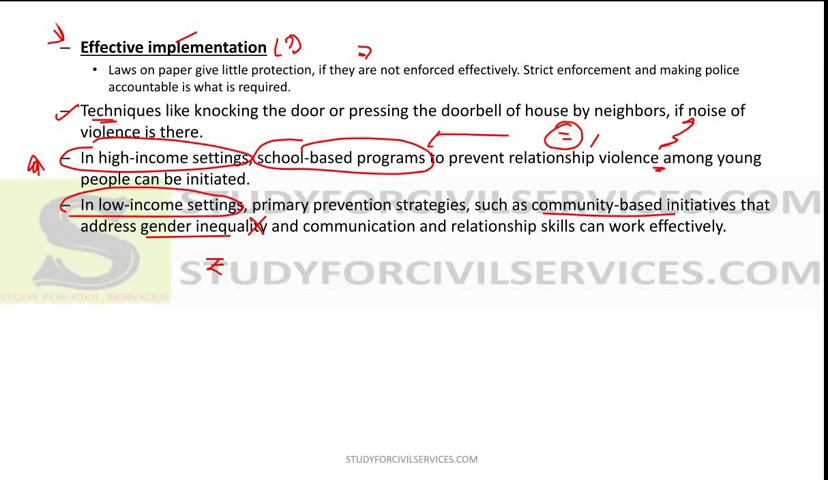 – Effective implementation (?)
• Laws on paper give little protection, if they are not enforced effectively. Strict enforcement and making police
accountable is what is required.
– Techniques like knocking the door or pressing the doorbell of house by neighbors, if noise of
violence is there.
– In high-income settings, school-based programs to prevent relationship violence among young
people can be initiated.
– In low-income settings, primary prevention strategies, such as community-based initiatives that
address gender inequality and communication and relationship skills can work effectively.
STUDYFORCIVILSERVICES.COM
STUDYFORCIVILSERVICES.COM
STUDY FOR CIVIL SERVICES
STUDYFORCIVILSERVICES.COM